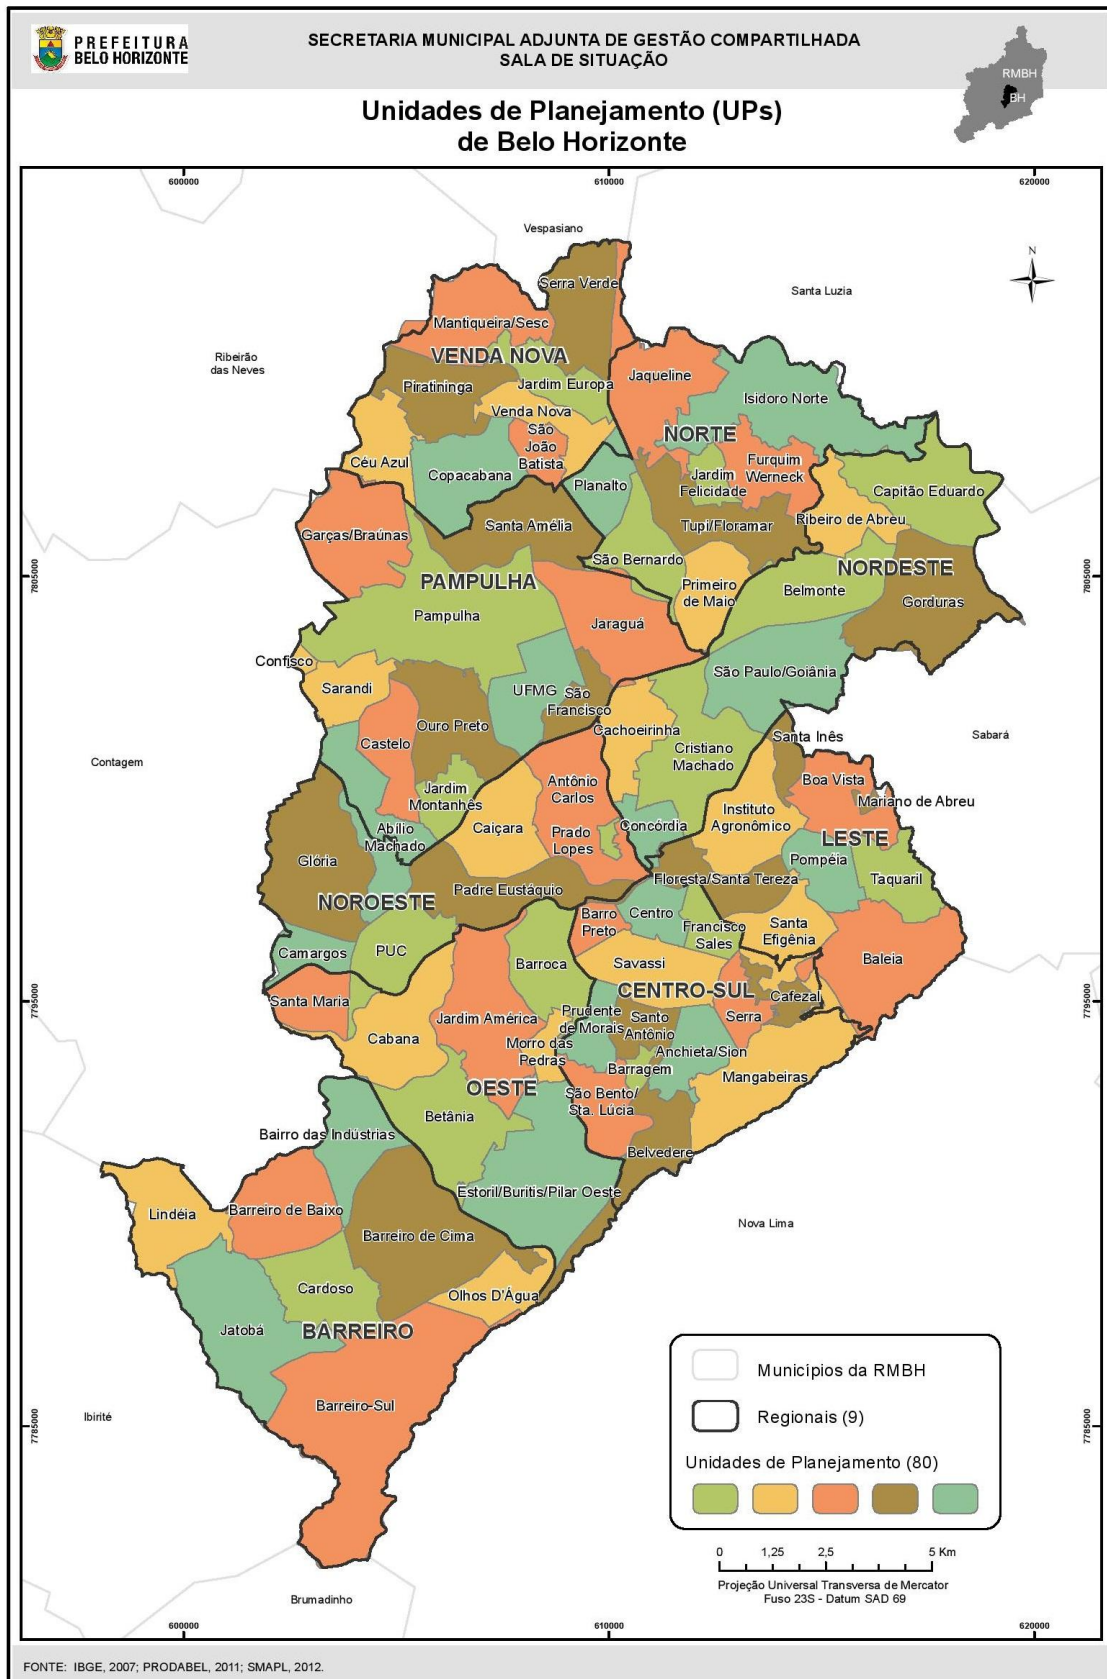 PREFEITURA
BELO HORIZONTE
SECRETARIA MUNICIPAL ADJUNTA DE GESTÃO COMPARTILHADA
SALA DE SITUAÇÃO
RMBH
BH
Unidades de Planejamento (UPs)
de Belo Horizonte
600000
610000
620000
Vespasiano
N
Serra Verde
Santa Luzia
Mantiqueira/Sesc
VENDA NOVA
Ribeirão
das Neves
Piratininga
Jardim Europa
Jaqueline
Isidoro Norte
Venda Nova
São
João
Batista
NORTE
Céu Azul
Copacabana
Planalto
Jardim
Felicidade
Furquim
Werneck
Capitão Eduardo
Garças/Braúnas
Santa Amélia
Tupi/Floramar
Ribeiro de Abreu
São Bernardo
NORDESTE
7805000
7805000
PAMPULHA
Primeiro
de Maio
Belmonte
Gorduras
Pampulha
Jaraguá
Confisco
Sarandi
São Paulo/Goiânia
UFMG
São
Francisco
Ouro Preto
Cachoeirinha
Santa Inês
Sabará
Castelo
Cristiano
Machado
Contagem
Jardim
Montanhês
Antônio
Carlos
Boa Vista
Mariano de Abreu
Instituto
Agronômico
Caiçara
Concórdia
Abílio
Machado
Prado
Lopes
LESTE
Glória
Pompéia
Taquaril
Padre Eustáquio
Floresta/Santa Tereza
NOROESTE
Barro
Preto
Centro
Francisco
Sales
Santa
Efigênia
Camargos
PUC
Barroca
Savassi
Baleia
CENTRO-SUL
Cafezal
7795000
7795000
Santa Maria
Jardim América
Prudente
de Morais
Santo
Antônio
Serra
Cabana
Morro das
Pedras
Anchieta/Sion
Barragem
Mangabeiras
OESTE
São Bento/
Sta. Lúcia
Betânia
Bairro das Indústrias
Belvedere
Estoril/Buritis/Pilar Oeste
Lindéia
Barreiro de Baixo
Barreiro de Cima
Nova Lima
Cardoso
Olhos D'Água
Jatobá
BARREIRO
Barreiro-Sul
Ibirité
7785000
7785000
Municípios da RMBH
Regionais (9)
Unidades de Planejamento (80)
0 1,25 2,5 5 Km
Projeção Universal Transversa de Mercator
Fuso 23S - Datum SAD 69
Brumadinho
600000
610000
620000
FONTE: IBGE, 2007; PRODABEL, 2011; SMAPL, 2012.